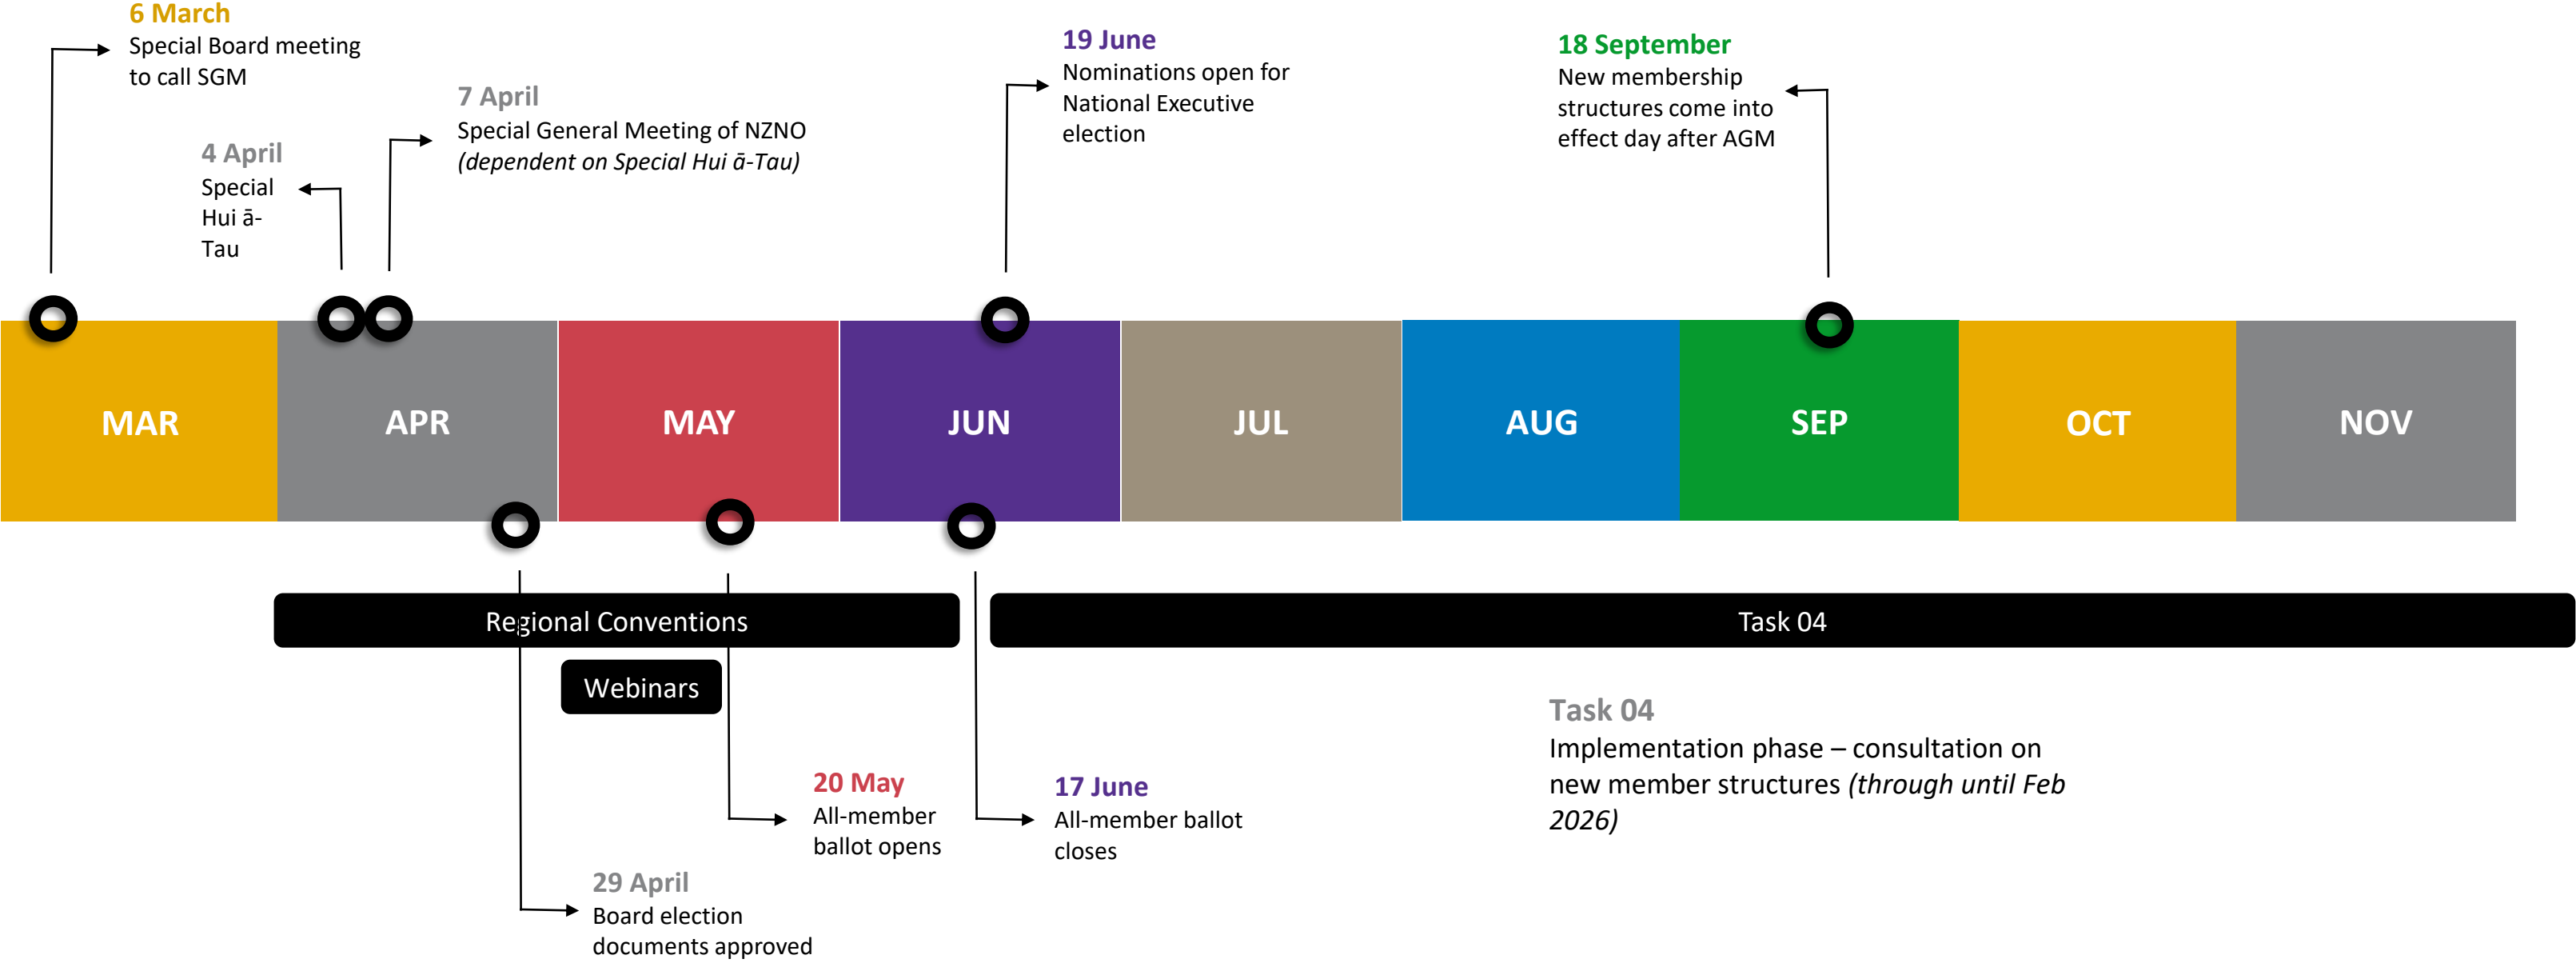 6 March
Special Board meeting
to call SGM
4 April
Special
Hui ā-
Tau
7 April
Special General Meeting of NZNO
(dependent on Special Hui ā-Tau)
19 June
Nominations open for
National Executive
election
18 September
New membership
structures come into
effect day after AGM
MAR
APR
MAY
JUN
JUL
AUG
SEP
OCT
NOV
Regional Conventions
Task 04
Webinars
29 April
Board election
documents approved
20 May
All-member
ballot opens
17 June
All-member ballot
closes
Task 04
Implementation phase – consultation on
new member structures (through until Feb
2026)